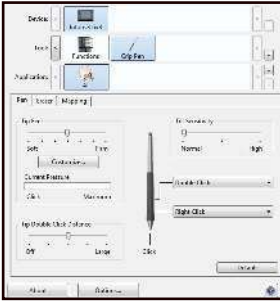 Device:
Tool:
Functions
Grip Pen
Application:
Pen Eraser Mapping
Tip Feel
Tilt Sensitivity
Soft Firm
Normal High
Customize...
Current Pressure
Click Maximum
Double Click
Right Click
Tip Double Click Distance
Off Large
Click
Default
About Options...